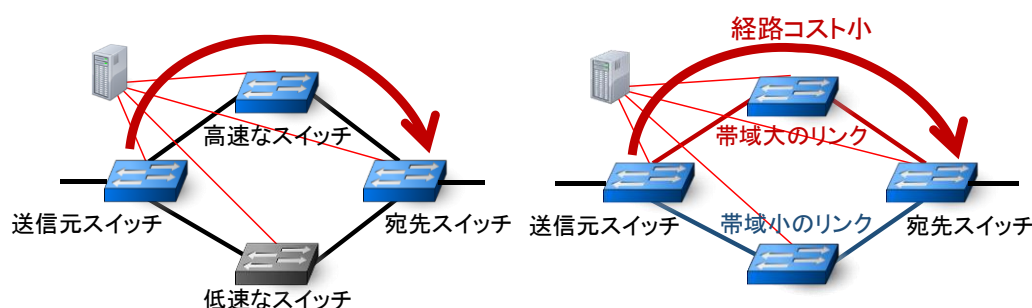 高速なスイッチ
送信元スイッチ
宛先スイッチ
低速なスイッチ
経路コスト小
帯域大のリンク
送信元スイッチ
帯域小のリンク
宛先スイッチ